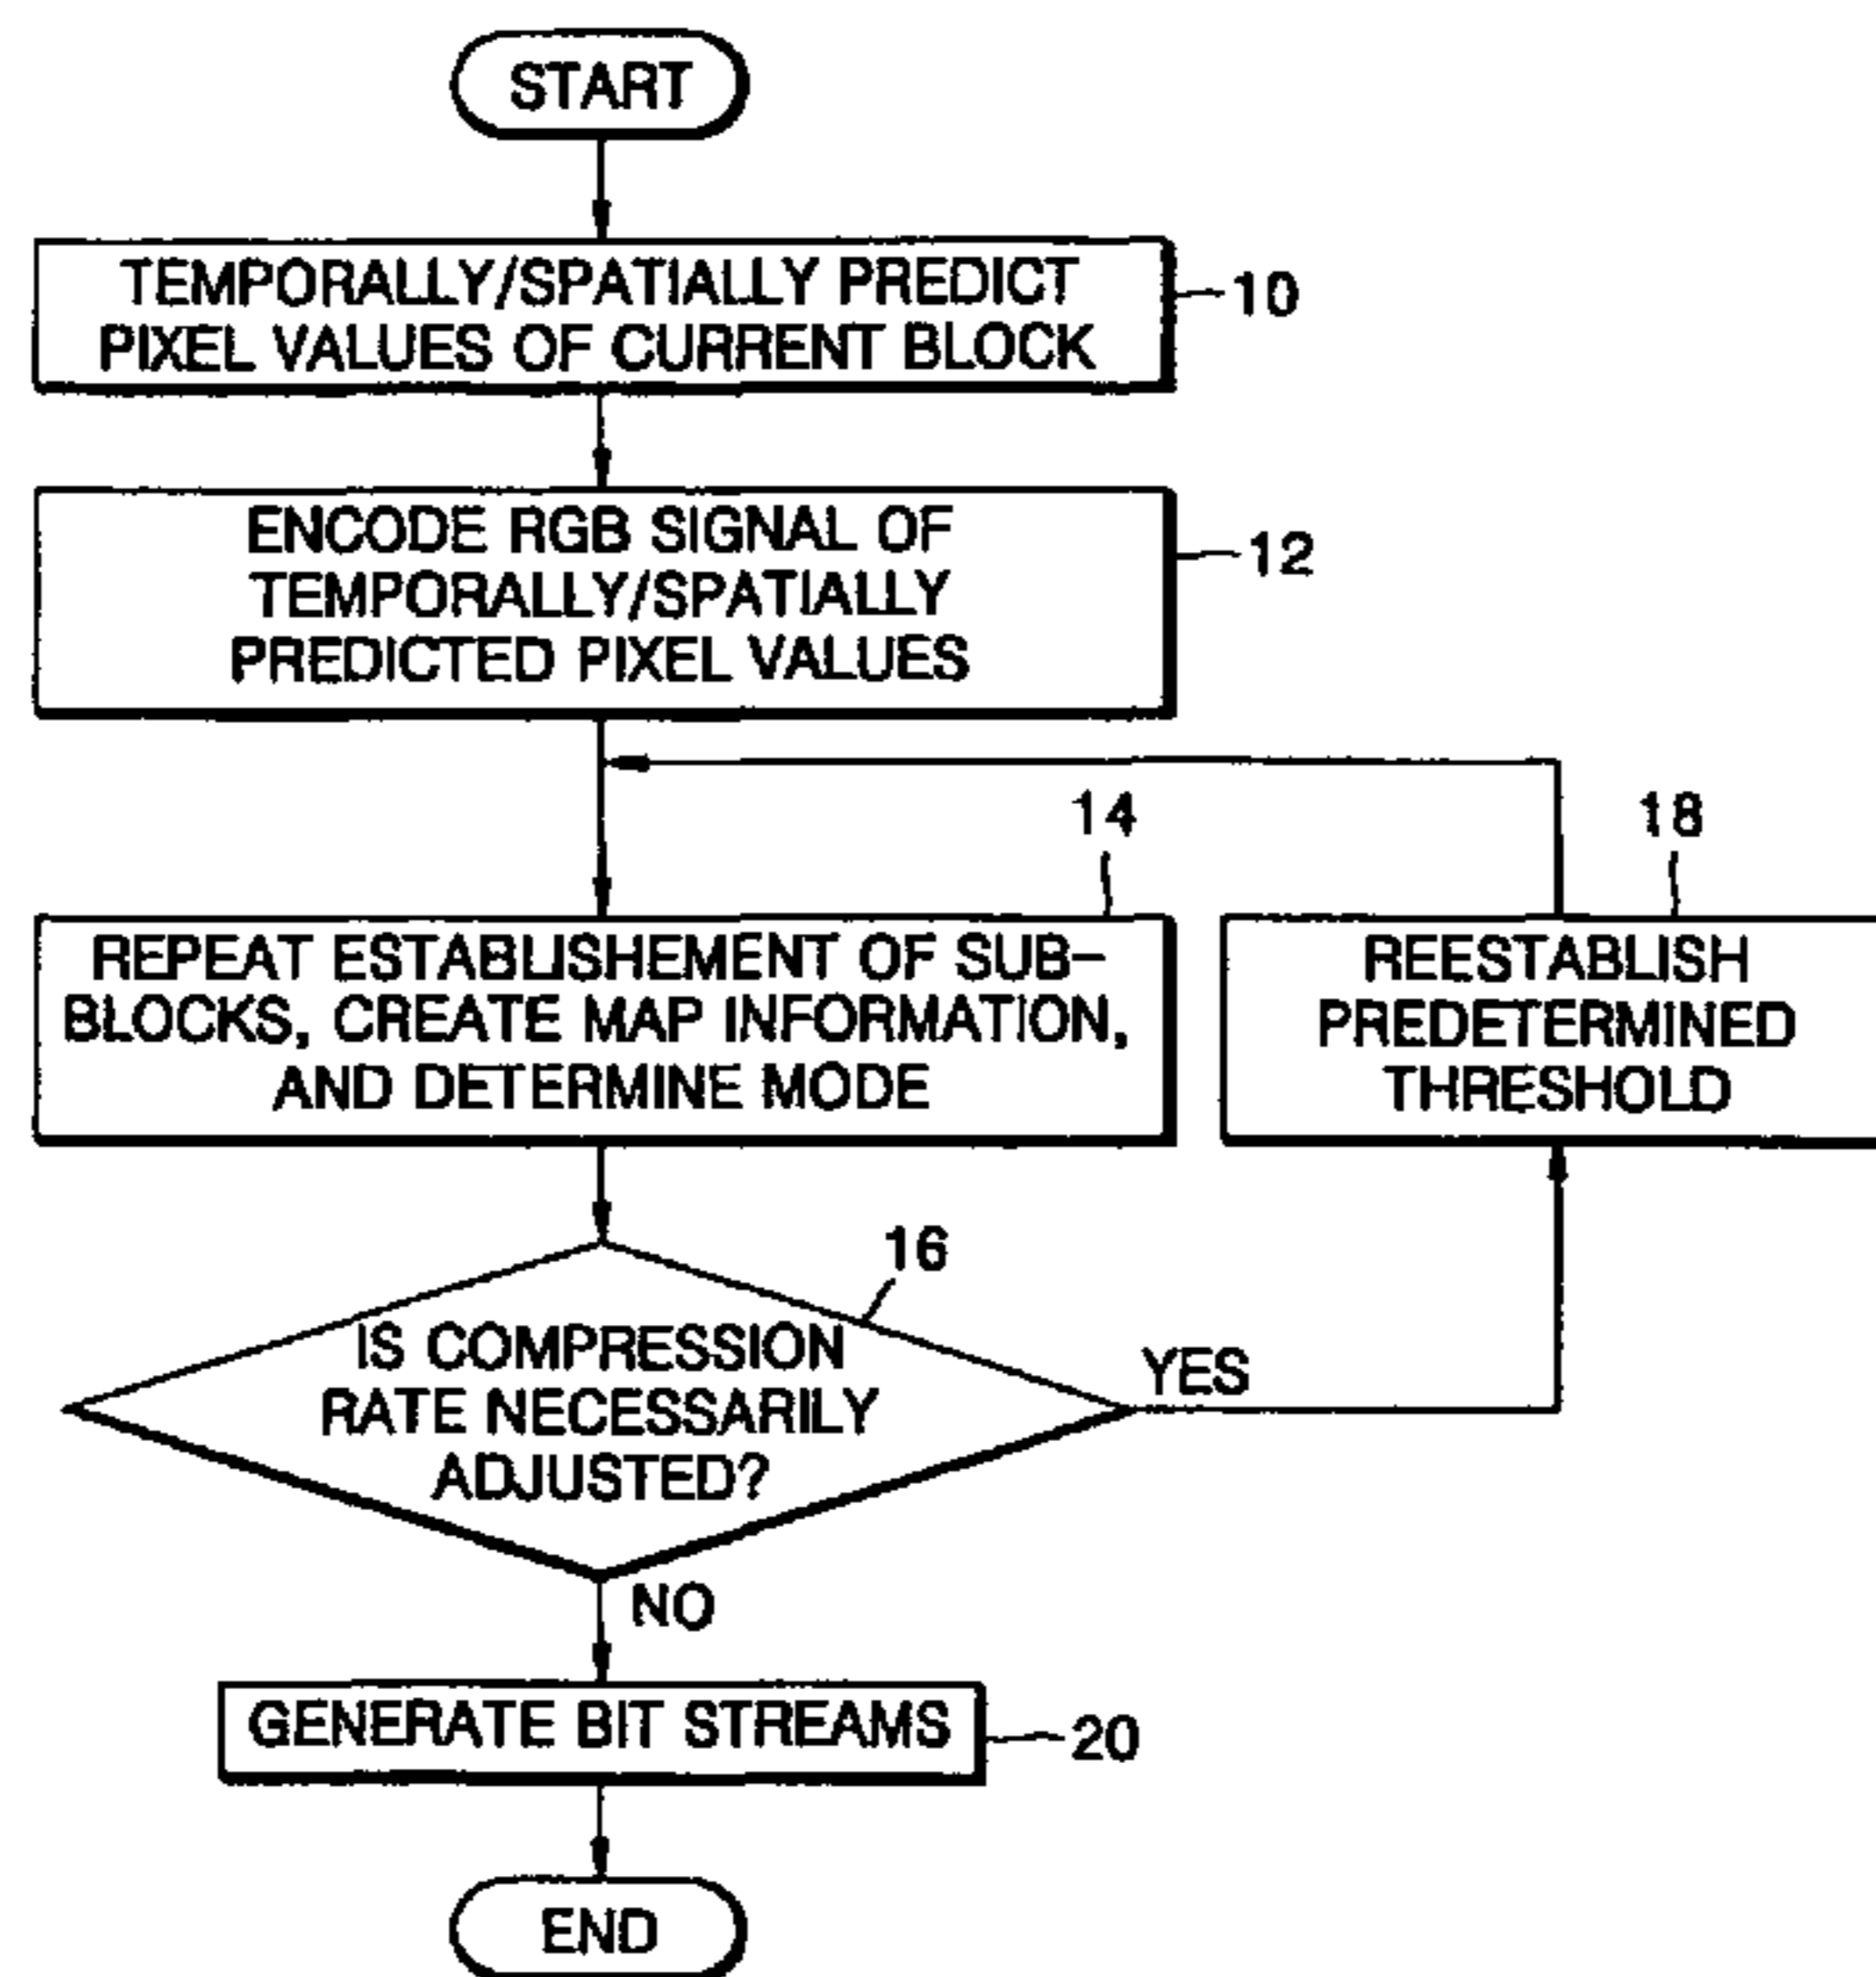 START
TEMPORALLY/SPATIALLY PREDICT
PIXEL VALUES OF CURRENT BLOCK
10
ENCODE RGB SIGNAL OF
TEMPORALLY/SPATIALLY
PREDICTED PIXEL VALUES
12
14
REPEAT ESTABLISHEMENT OF SUB-
BLOCKS, CREATE MAP INFORMATION,
AND DETERMINE MODE
18
REESTABLISH
PREDETERMINED
THRESHOLD
16
IS COMPRESSION
RATE NECESSARILY
ADJUSTED?
YES
NO
GENERATE BIT STREAMS
20
END